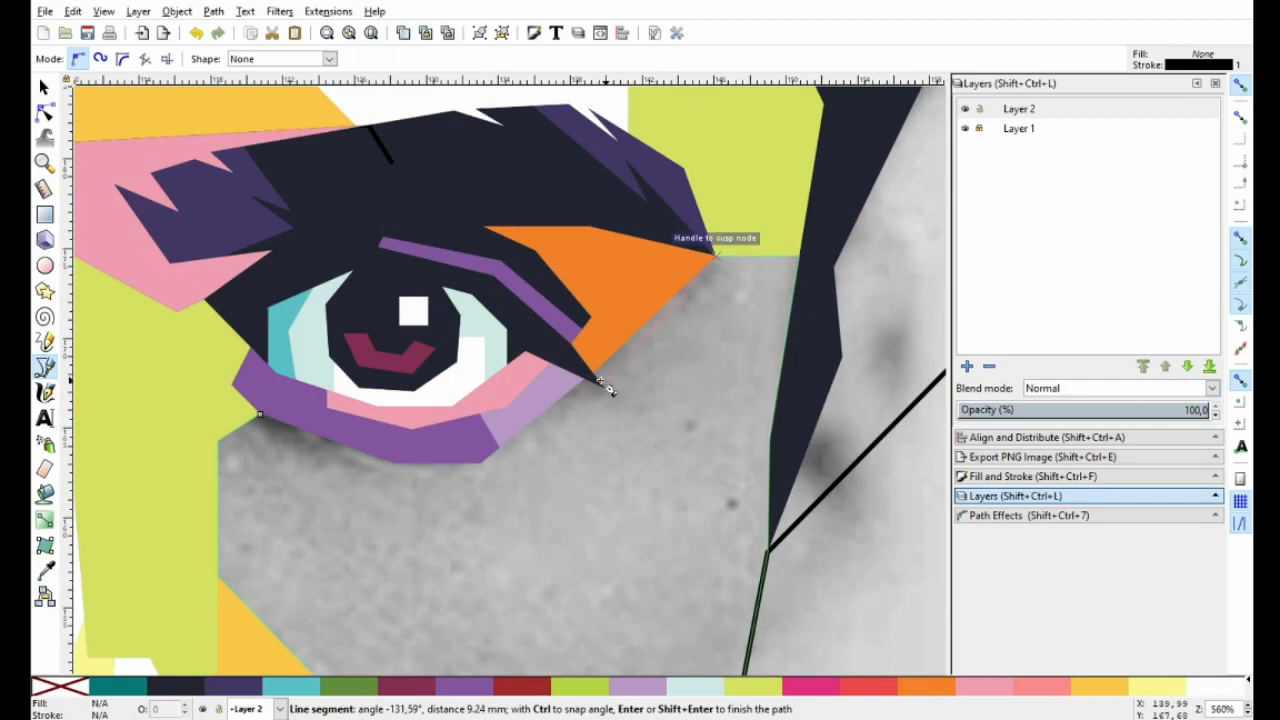 File Edit View Layer Object Path Text Filters Extensions Help
Mode: Shape: None
Fill: None
Stroke: 1
Layers (Shift+Ctrl+L)
Layer 2
Layer 1
Handle to cusp node
Blend mode: Normal
Opacity (%) 100,0
Align and Distribute (Shift+Ctrl+A)
Export PNG Image (Shift+Ctrl+E)
Fill and Stroke (Shift+Ctrl+F)
Layers (Shift+Ctrl+L)
Path Effects (Shift+Ctrl+7)
Fill: N/A
Stroke: N/A
O: 0
-Layer 2
Line segment: angle -131,59°, distance 9.24 mm; with Ctrl to snap angle, Enter or Shift+Enter to finish the path
X: 139,99
Y: 167,60
Z: 560%